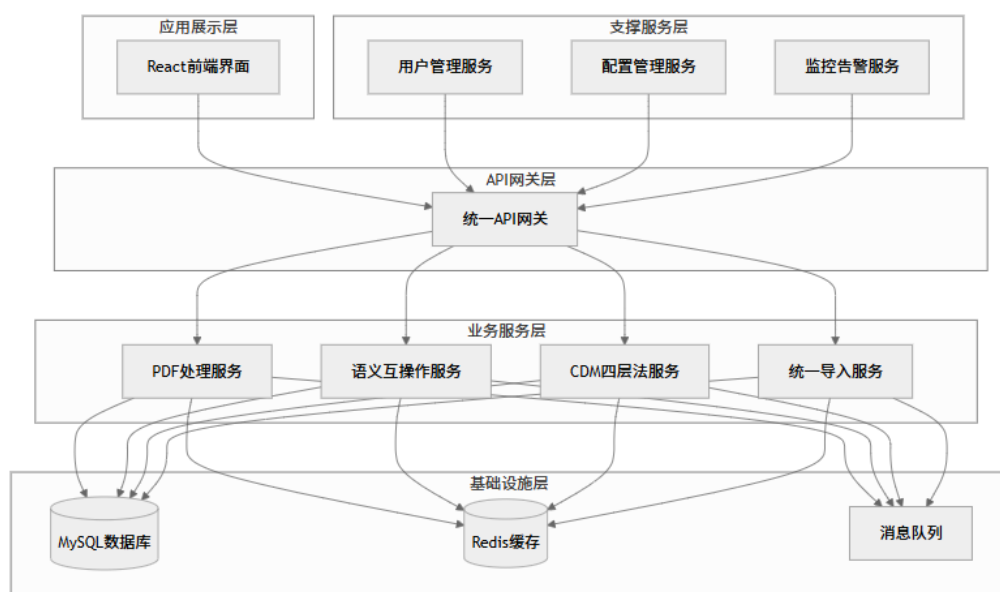 应用展示层
支撑服务层
React前端界面
用户管理服务
配置管理服务
监控告警服务
API网关层
统一API网关
业务服务层
PDF处理服务
语义互操作服务
CDM四层法服务
统一导入服务
基础设施层
MySQL数据库
Redis缓存
消息队列